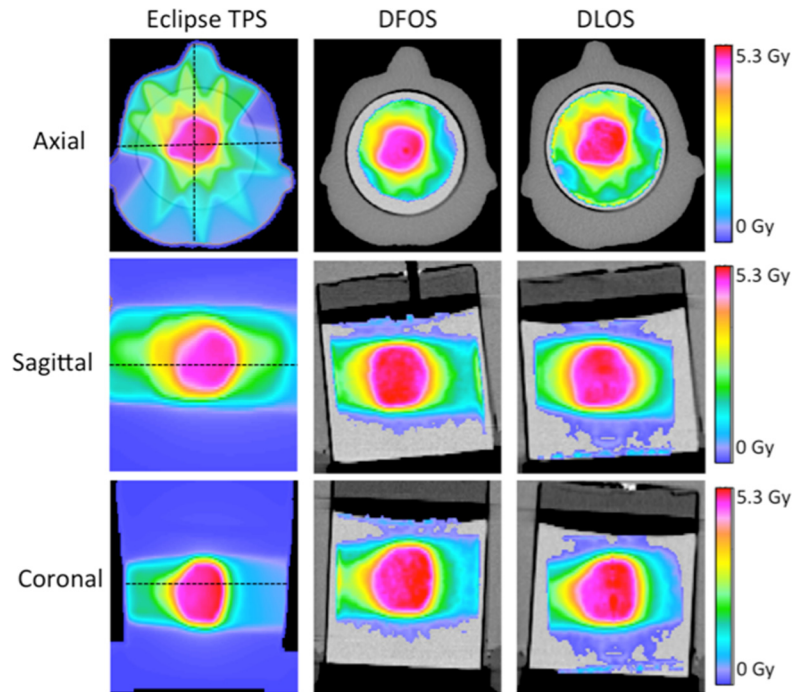 Eclipse TPS DFOS DLOS
Axial
5.3 Gy
0 Gy
Sagittal
5.3 Gy
0 Gy
Coronal
5.3 Gy
0 Gy